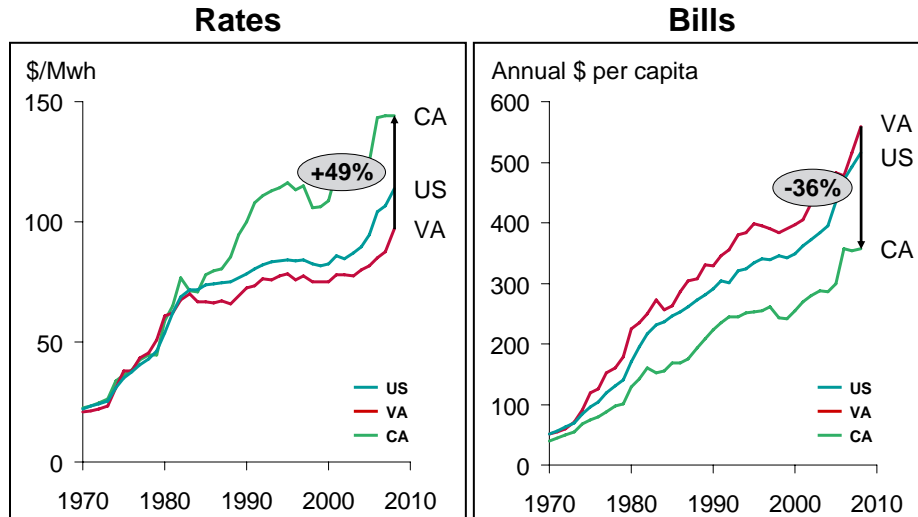 Rates
$/Mwh
150
100
50
0
+49%
CA
US
VA
US
VA
CA
1970 1980 1990 2000 2010
Bills
Annual $ per capita
600
500
400
300
200
100
0
-36%
VA
US
CA
US
VA
CA
1970 1980 1990 2000 2010